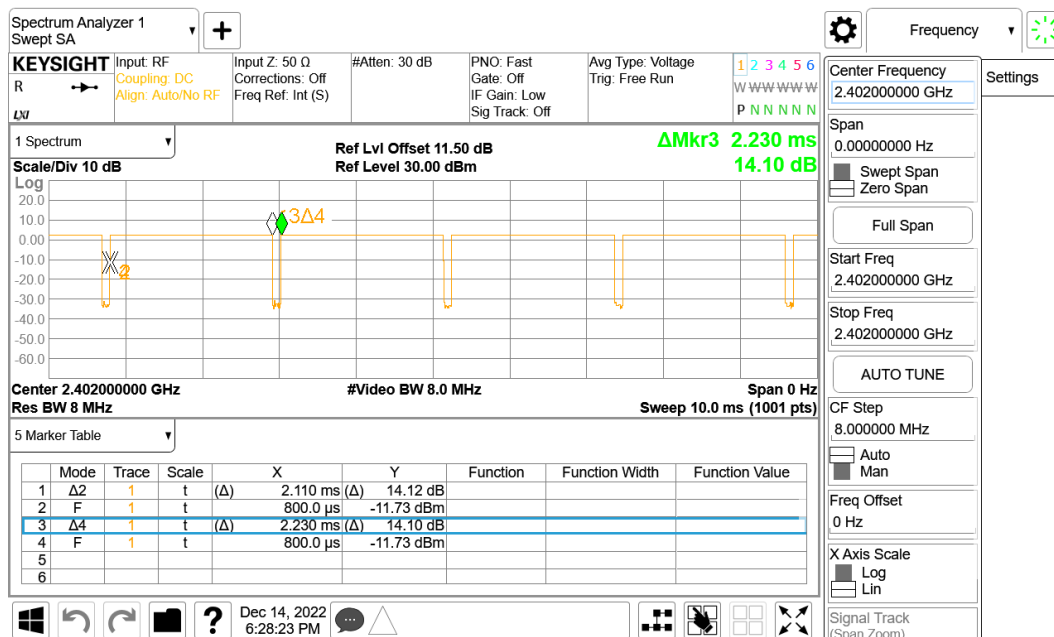 Spectrum Analyzer 1
Swept SA
Frequency
KEYSIGHT
R
LXI
Input: RF
Coupling: DC
Align: Auto/No RF
Input Z: 50 Ω
Corrections: Off
Freq Ref: Int (S)
#Atten: 30 dB
PNO: Fast
Gate: Off
IF Gain: Low
Sig Track: Off
Avg Type: Voltage
Trig: Free Run
1 2 3 4 5 6
W W W W W W
P N N N N N
1 Spectrum
Scale/Div 10 dB
Ref Lvl Offset 11.50 dB
Ref Level 30.00 dBm
ΔMkr3 2.230 ms
14.10 dB
Log
20.0
10.0
0.00
-10.0
-20.0
-30.0
-40.0
-50.0
-60.0
3Δ4
Center 2.402000000 GHz
#Video BW 8.0 MHz
Span 0 Hz
Res BW 8 MHz
Sweep 10.0 ms (1001 pts)
5 Marker Table
Mode Trace Scale X Y Function Function Width Function Value
1 Δ2 1 t (Δ) 2.110 ms (Δ) 14.12 dB
2 F 1 t 800.0 µs -11.73 dBm
3 Δ4 1 t (Δ) 2.230 ms (Δ) 14.10 dB
4 F 1 t 800.0 µs -11.73 dBm
5
6
?
Dec 14, 2022
6:28:23 PM
Center Frequency
2.402000000 GHz
Span
0.00000000 Hz
Swept Span
Zero Span
Full Span
Start Freq
2.402000000 GHz
Stop Freq
2.402000000 GHz
AUTO TUNE
CF Step
8.000000 MHz
Auto
Man
Freq Offset
0 Hz
X Axis Scale
Log
Lin
Signal Track
(Span Zoom)
Settings